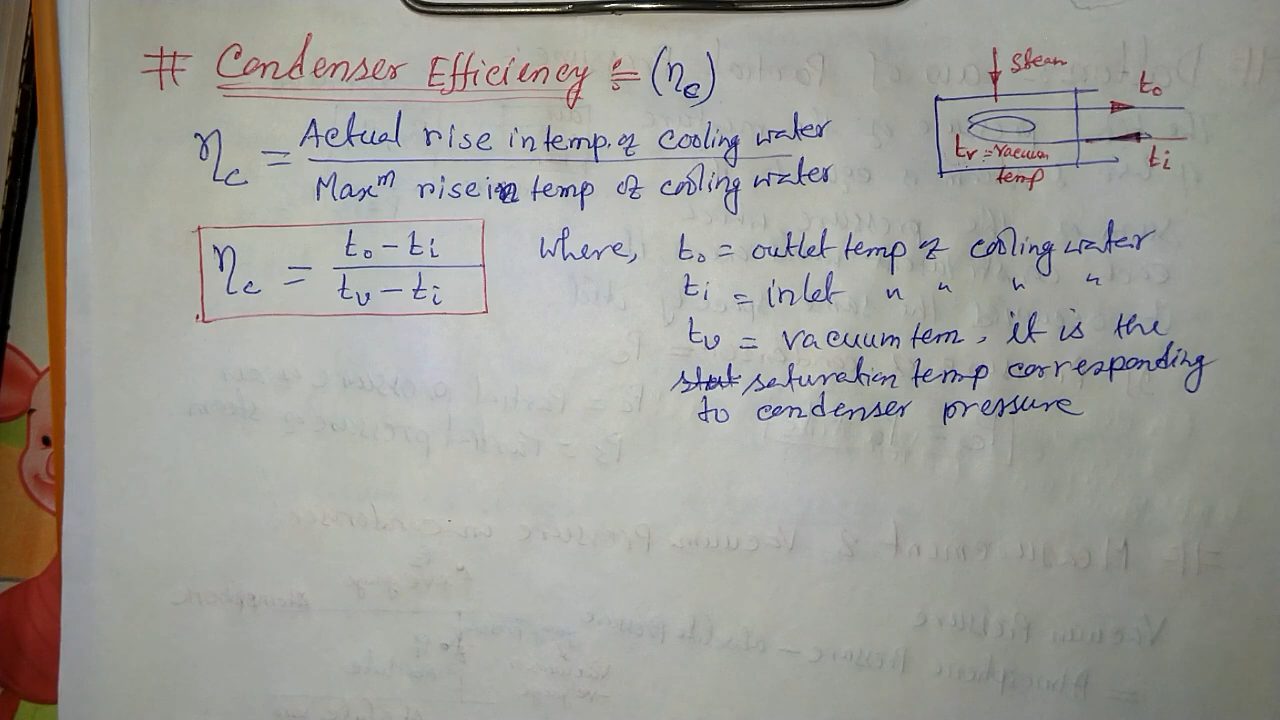 # Condenser Efficiency ÷ (ηc)
ηc = Actual rise in temp. of cooling water
Maxm rise in temp of cooling water
steam
to
tv = vacuum
temp
ti
ηc = to - ti
tv - ti
where, to = outlet temp of cooling water
ti = inlet " " " "
tv = vacuum tem, it is the
saturation temp corresponding
to condenser pressure